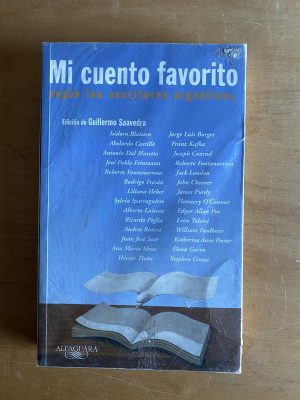 Mi cuento favorito
según los escritores argentinos
Edición de Guillermo Saavedra
Isidoro Blaisten
Jorge Luis Borges
Abelardo Castillo
Franz Kafka
Antonio Dal Masetto
Joseph Conrad
José Pablo Feinmann
Roberto Fontanarrosa
Roberto Fontanarrosa
Jack London
Rodrigo Fresán
John Cheever
Liliana Heker
James Purdy
Sylvia Iparraguirre
Flannery O'Connor
Alberto Laiseca
Edgar Allan Poe
Ricardo Piglia
León Tolstoi
Andrés Rivera
William Faulkner
Juan José Saer
Katherine Anne Porter
Ana María Shua
Elena Garro
Héctor Tizón
Stephen Crane
ALFAGUARA